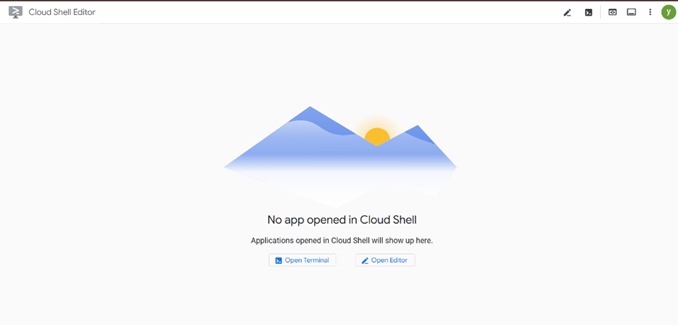 Cloud Shell Editor
y
No app opened in Cloud Shell
Applications opened in Cloud Shell will show up here.
Open Terminal
Open Editor